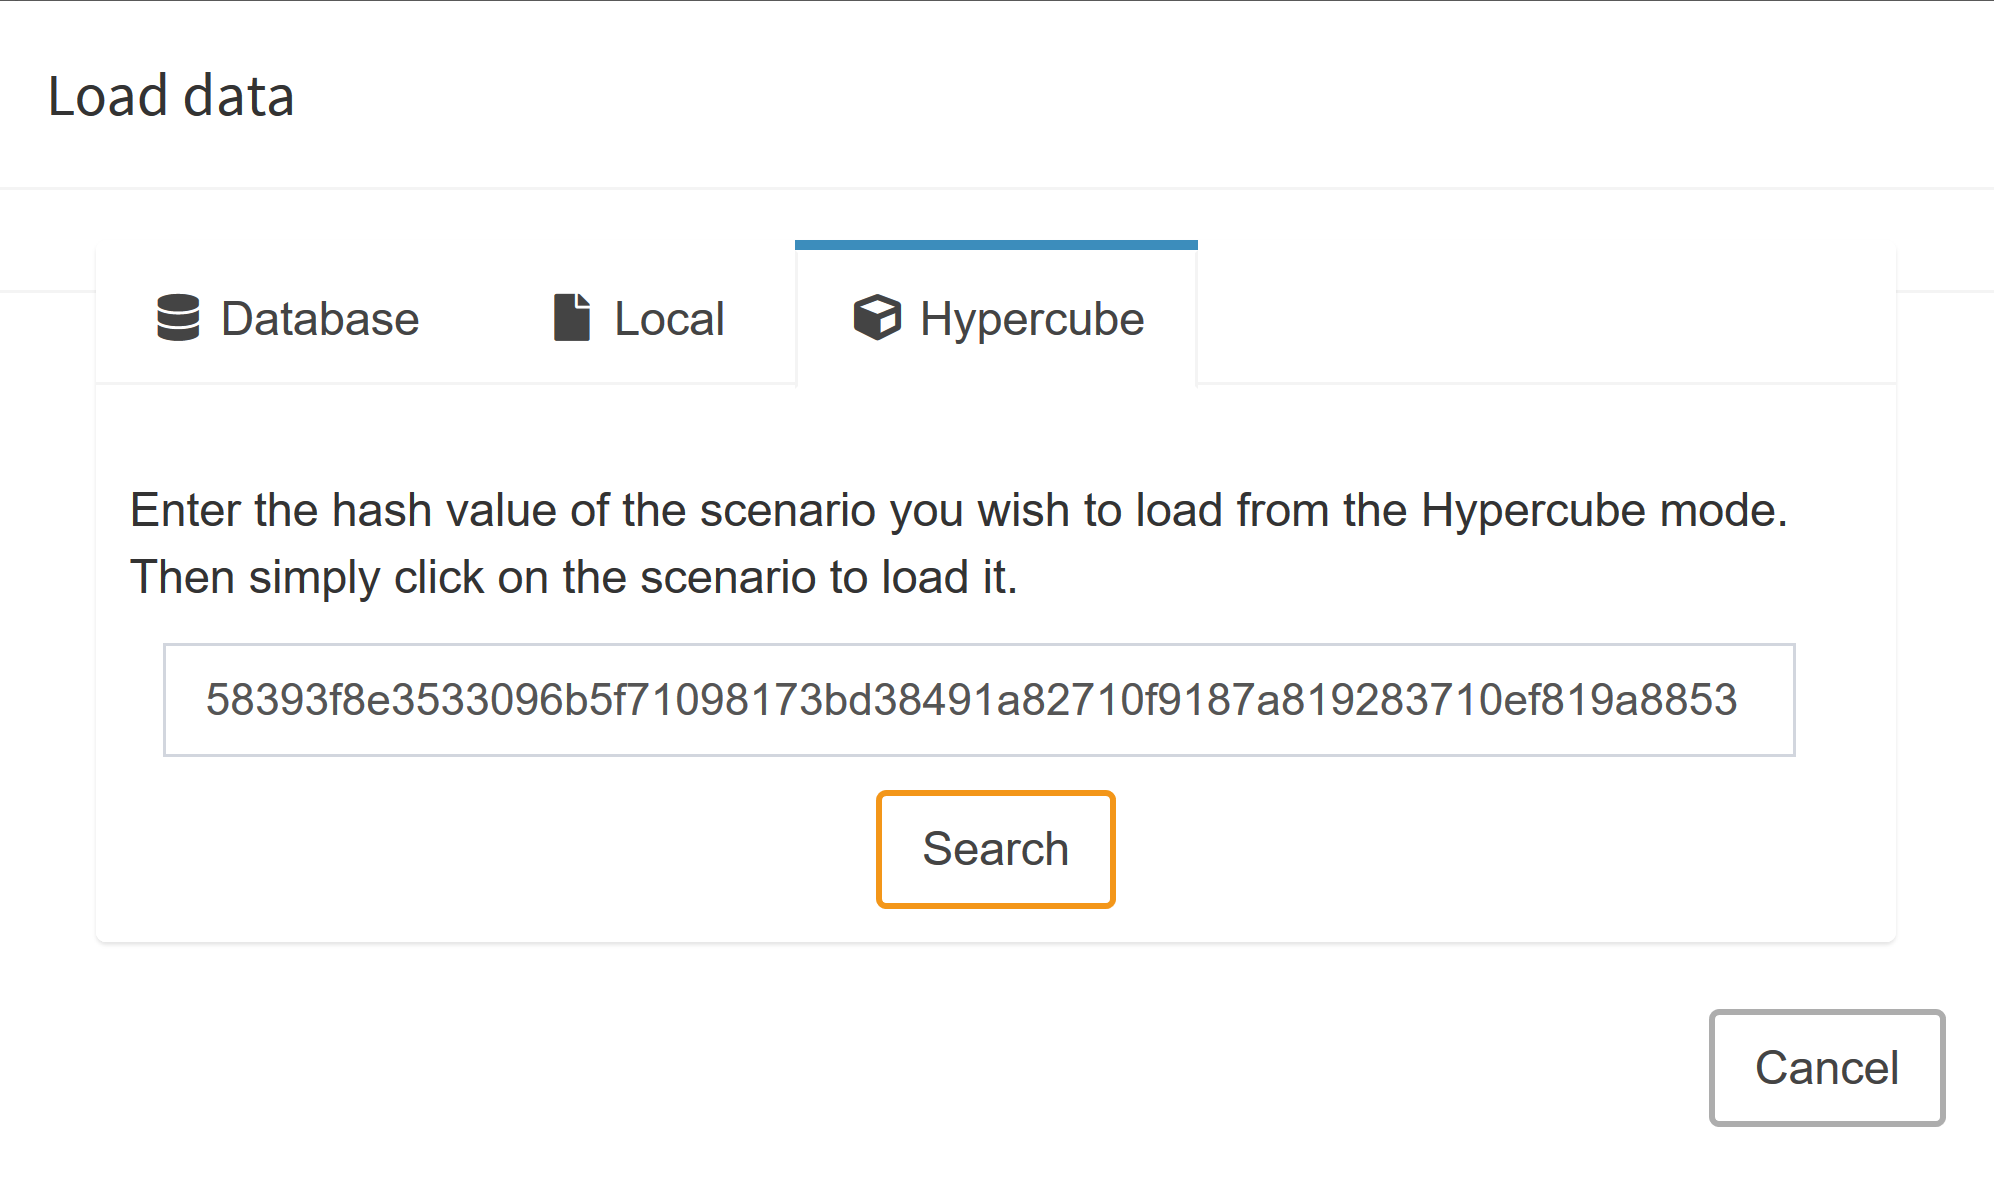 Load data
Database Local Hypercube
Enter the hash value of the scenario you wish to load from the Hypercube mode.
Then simply click on the scenario to load it.
58393f8e3533096b5f71098173bd38491a82710f9187a819283710ef819a8853
Search
Cancel